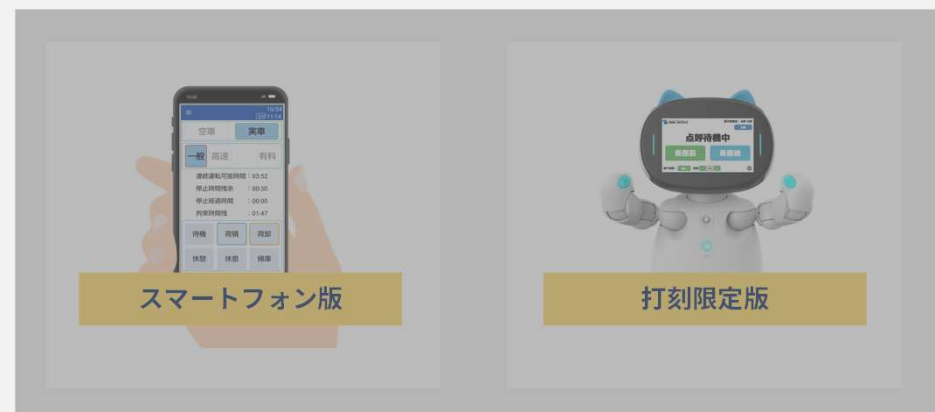 10/24
空車 実車
一般 高速 有料
連続運転可能時間：03:52
停止時間残余 ：00:30
停止経過時間 ：00:00
拘束時間残 ：01:47
待機 荷積 荷卸
休憩 休息 帰庫
スマートフォン版
点呼待機中
乗務前 乗務後
打刻限定版